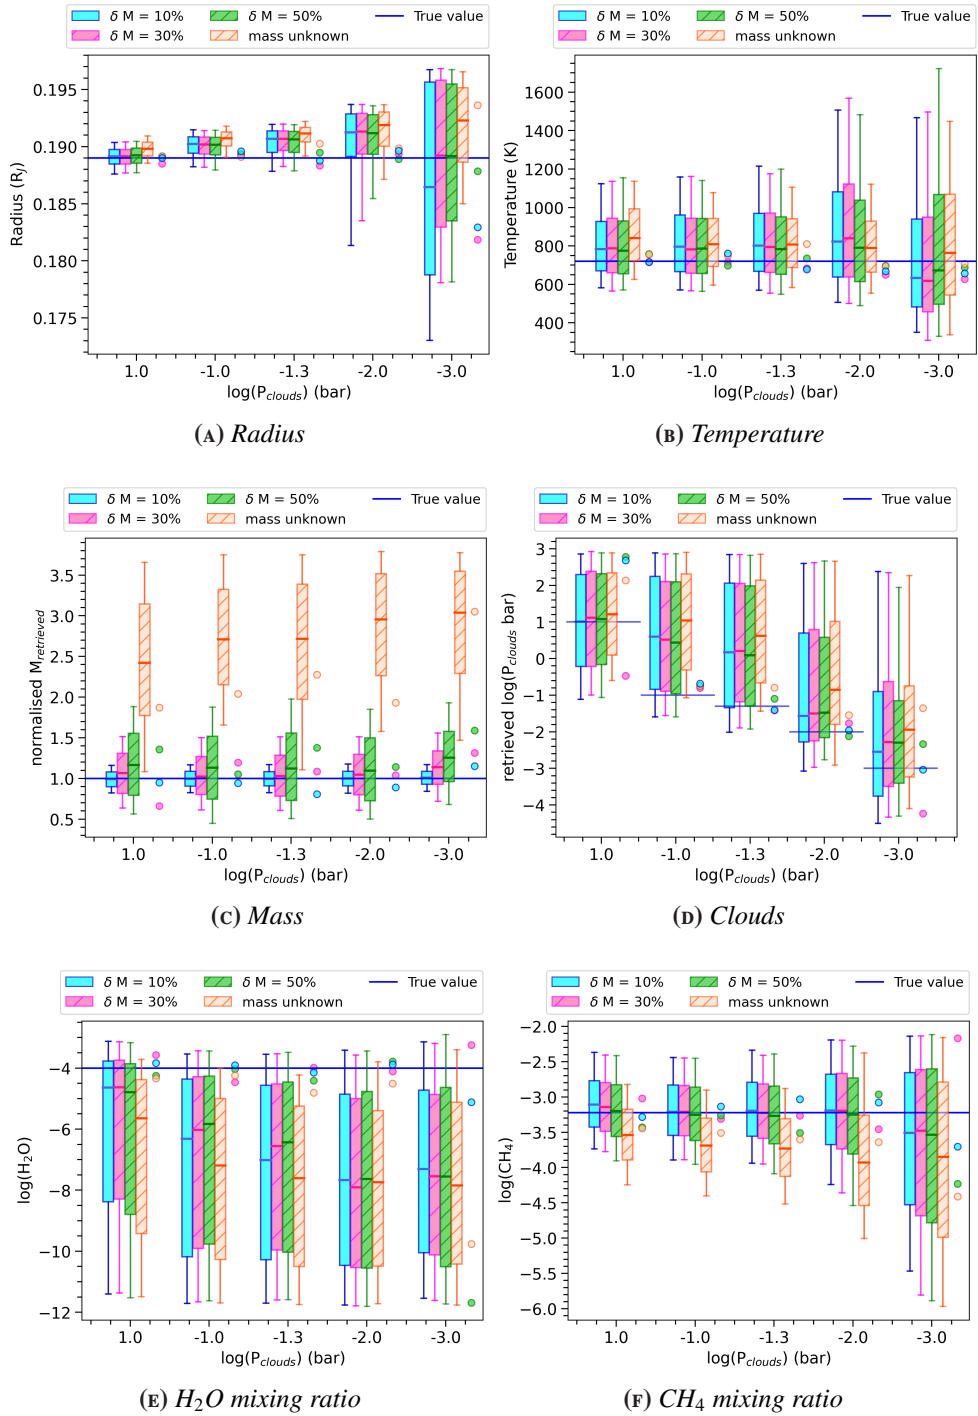 δ M = 10%
δ M = 30%
δ M = 50%
mass unknown
True value
Radius (R_J)
0.195
0.190
0.185
0.180
0.175
1.0 -1.0 -1.3 -2.0 -3.0
log(P_clouds) (bar)
(A) Radius
δ M = 10%
δ M = 30%
δ M = 50%
mass unknown
True value
Temperature (K)
1600
1400
1200
1000
800
600
400
1.0 -1.0 -1.3 -2.0 -3.0
log(P_clouds) (bar)
(B) Temperature
δ M = 10%
δ M = 30%
δ M = 50%
mass unknown
True value
normalised M_retrieved
3.5
3.0
2.5
2.0
1.5
1.0
0.5
1.0 -1.0 -1.3 -2.0 -3.0
log(P_clouds) (bar)
(C) Mass
δ M = 10%
δ M = 30%
δ M = 50%
mass unknown
True value
retrieved log(P_clouds bar)
3
2
1
0
−1
−2
−3
−4
1.0 -1.0 -1.3 -2.0 -3.0
log(P_clouds) (bar)
(D) Clouds
δ M = 10%
δ M = 30%
δ M = 50%
mass unknown
True value
log(H₂O)
−4
−6
−8
−10
−12
1.0 -1.0 -1.3 -2.0 -3.0
log(P_clouds) (bar)
(E) H₂O mixing ratio
δ M = 10%
δ M = 30%
δ M = 50%
mass unknown
True value
log(CH₄)
−2.0
−2.5
−3.0
−3.5
−4.0
−4.5
−5.0
−5.5
−6.0
1.0 -1.0 -1.3 -2.0 -3.0
log(P_clouds) (bar)
(F) CH₄ mixing ratio